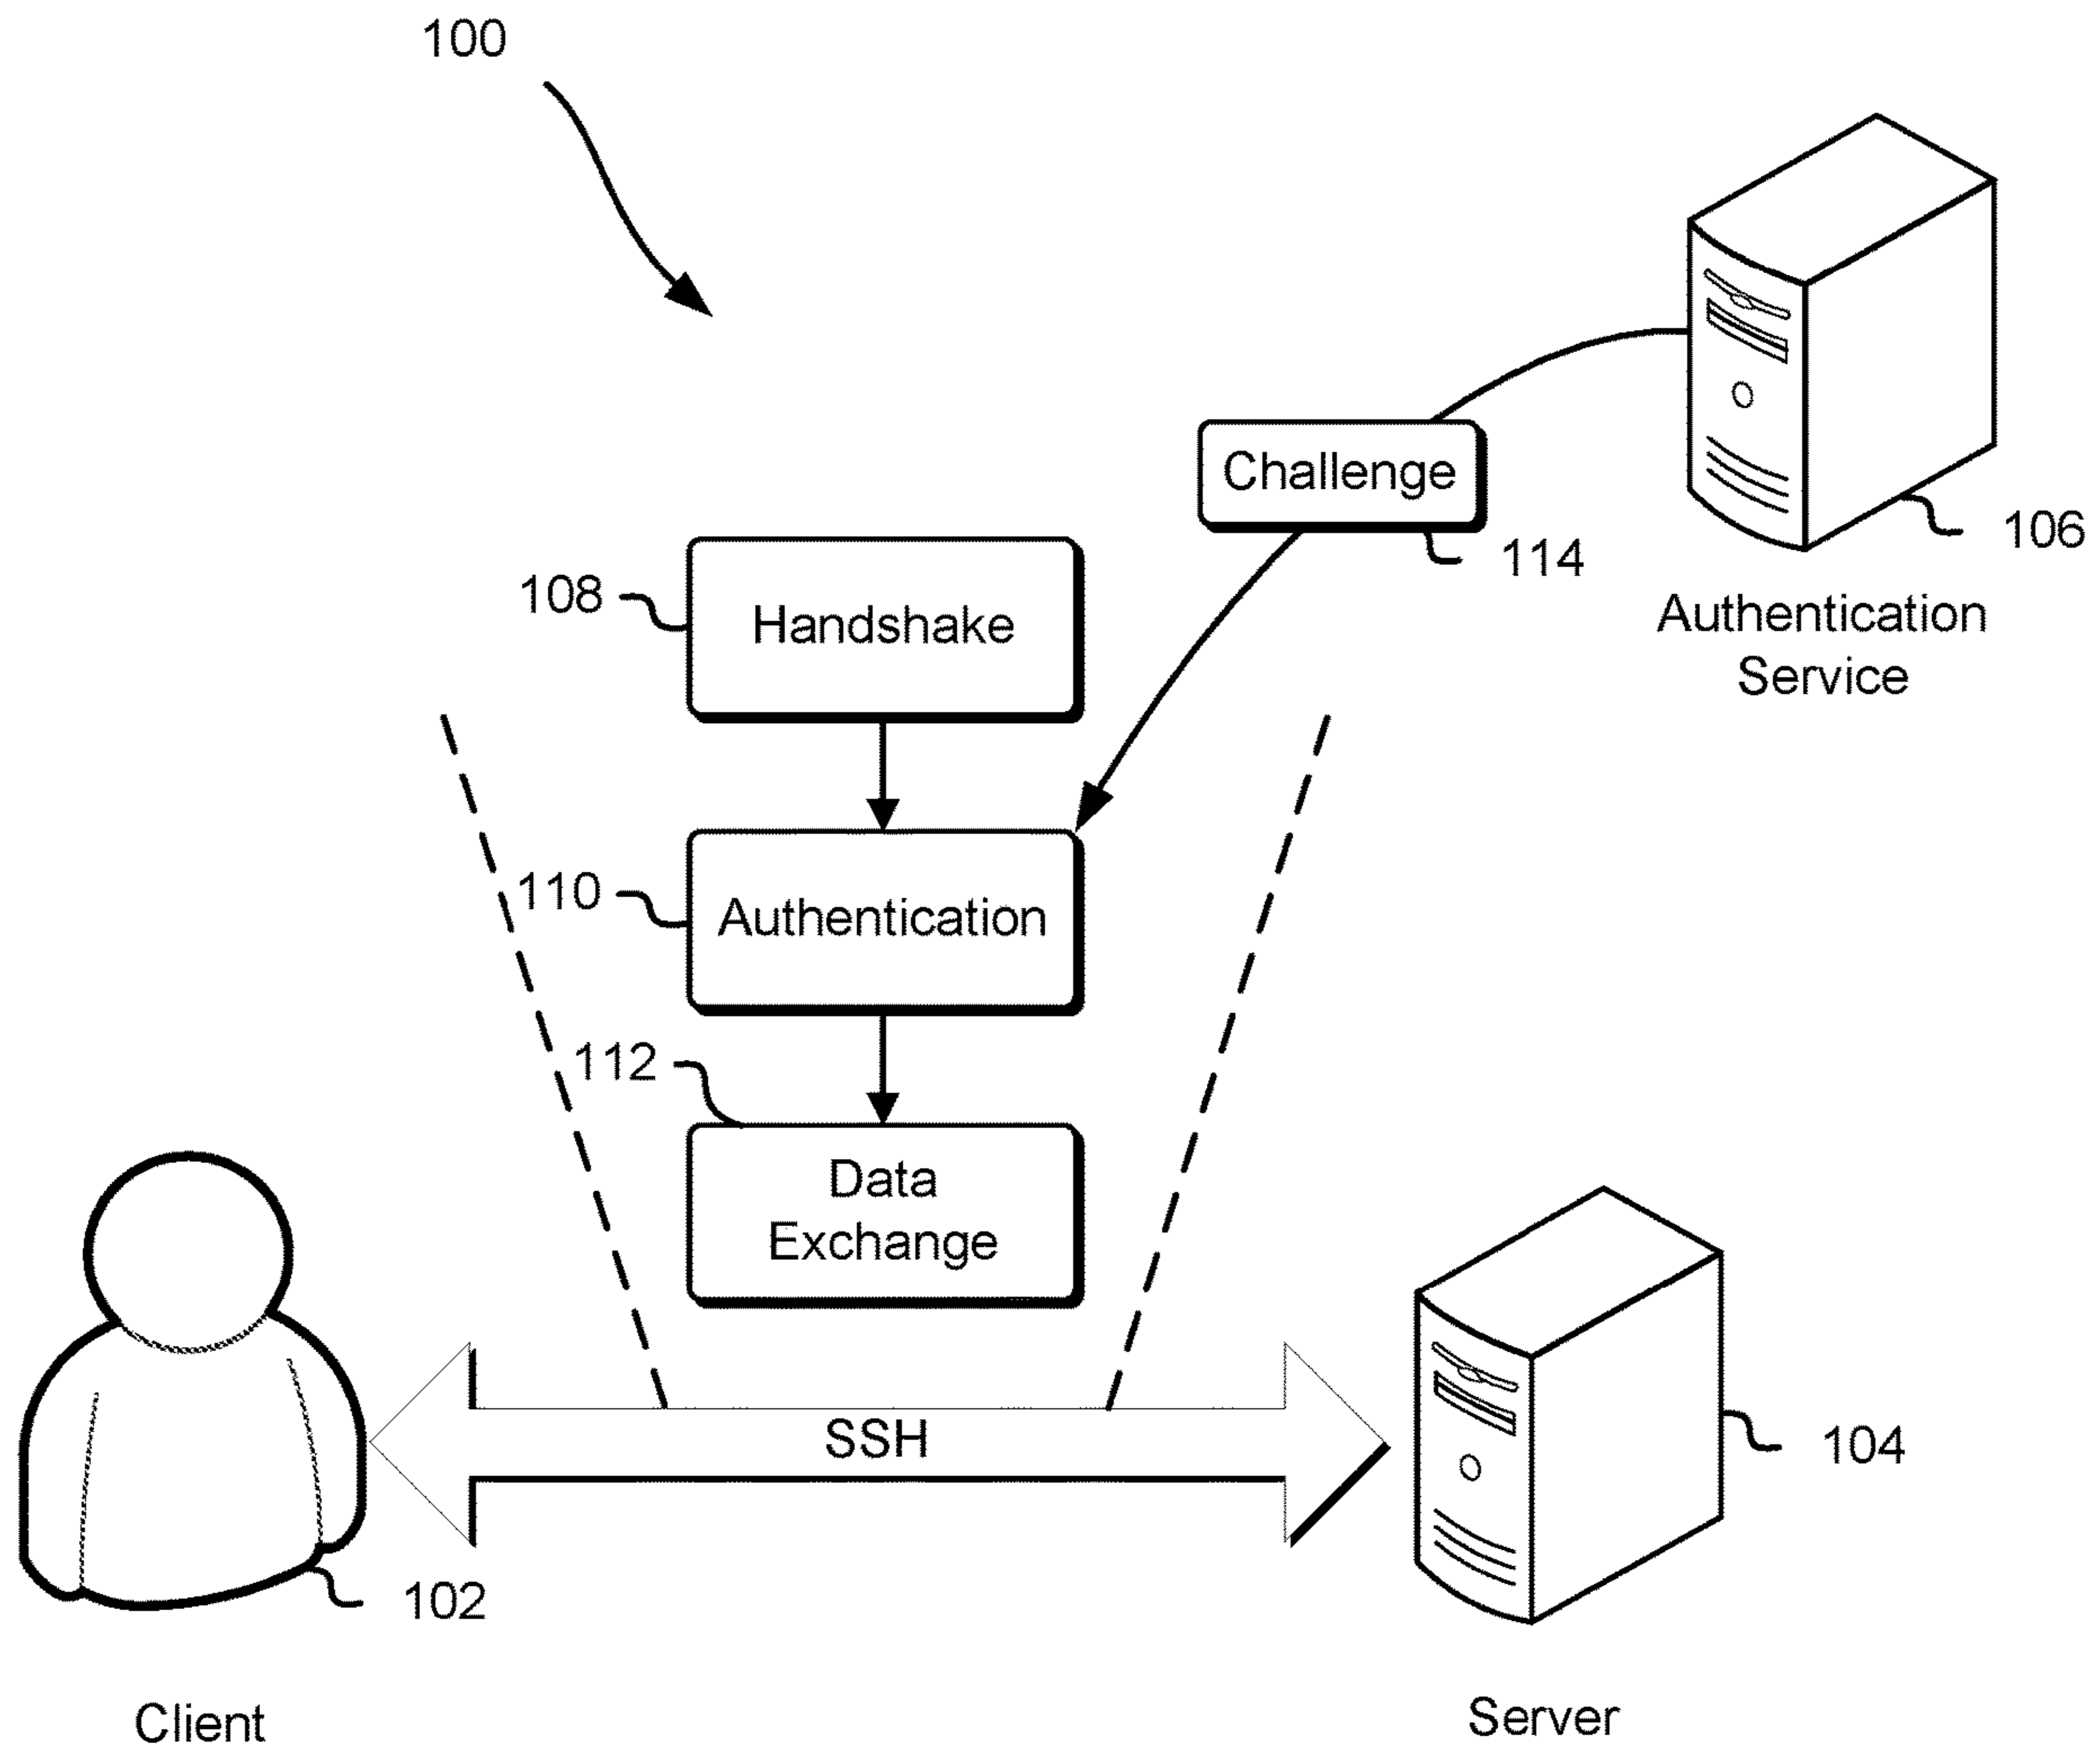 100
Challenge
114
106
Authentication
Service
108
Handshake
110
Authentication
112
Data
Exchange
SSH
104
102
Client
Server